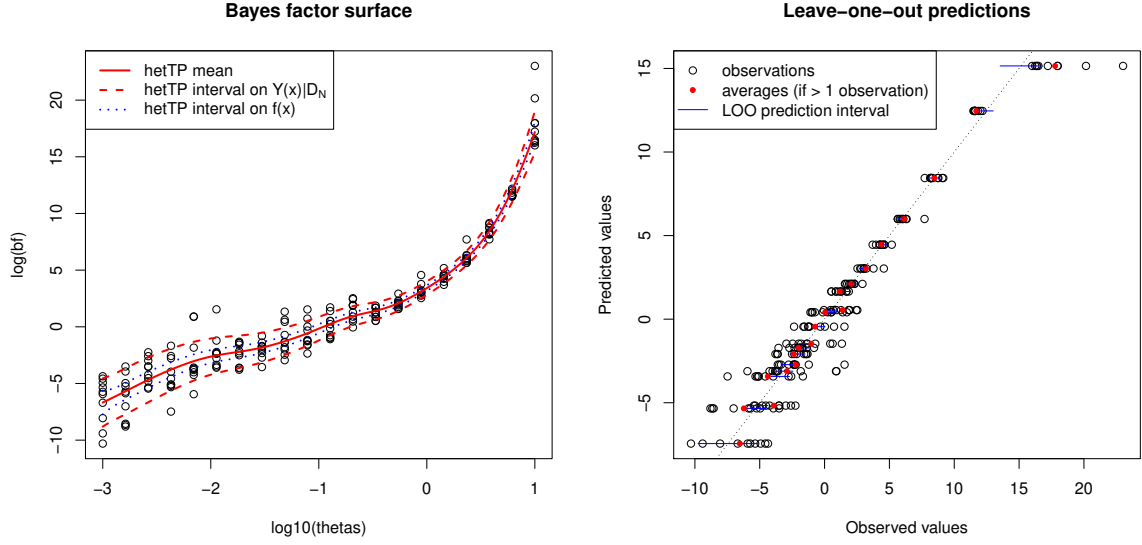 Bayes factor surface
hetTP mean
hetTP interval on Y(x)|D_N
hetTP interval on f(x)
log(bf)
20
15
10
5
0
−5
−10
−3
−2
−1
0
1
log10(thetas)
Leave−one−out predictions
observations
averages (if > 1 observation)
LOO prediction interval
Predicted values
15
10
5
0
−5
−10
−5
0
5
10
15
20
Observed values